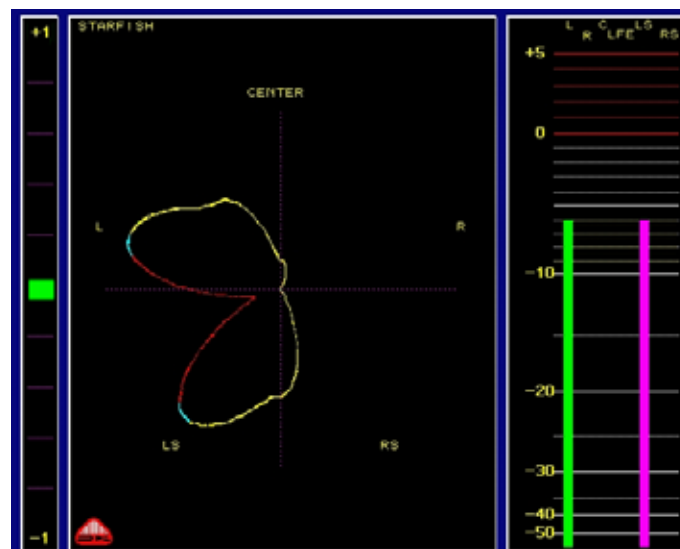 +1
-1
STARFISH
CENTER
L
R
LS
RS
L R C LFE LS RS
+5
0
-10
-20
-30
-40
-50